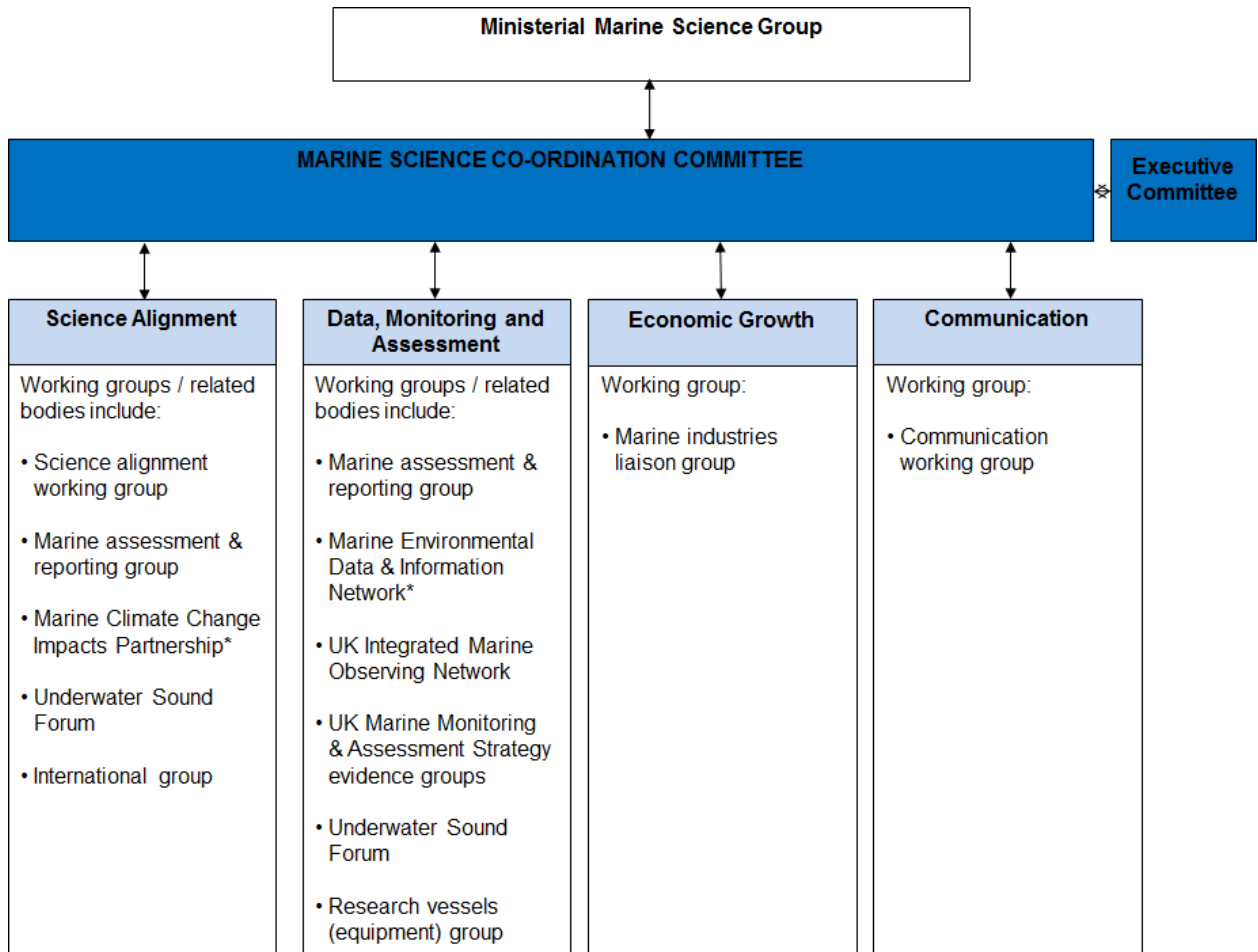 Ministerial Marine Science Group
MARINE SCIENCE CO-ORDINATION COMMITTEE
Executive
Committee
Science Alignment
Working groups / related
bodies include:
• Science alignment
working group
• Marine assessment &
reporting group
• Marine Climate Change
Impacts Partnership*
• Underwater Sound
Forum
• International group
Data, Monitoring and
Assessment
Working groups / related
bodies include:
• Marine assessment &
reporting group
• Marine Environmental
Data & Information
Network*
• UK Integrated Marine
Observing Network
• UK Marine Monitoring
& Assessment Strategy
evidence groups
• Underwater Sound
Forum
• Research vessels
(equipment) group
Economic Growth
Working group:
• Marine industries
liaison group
Communication
Working group:
• Communication
working group